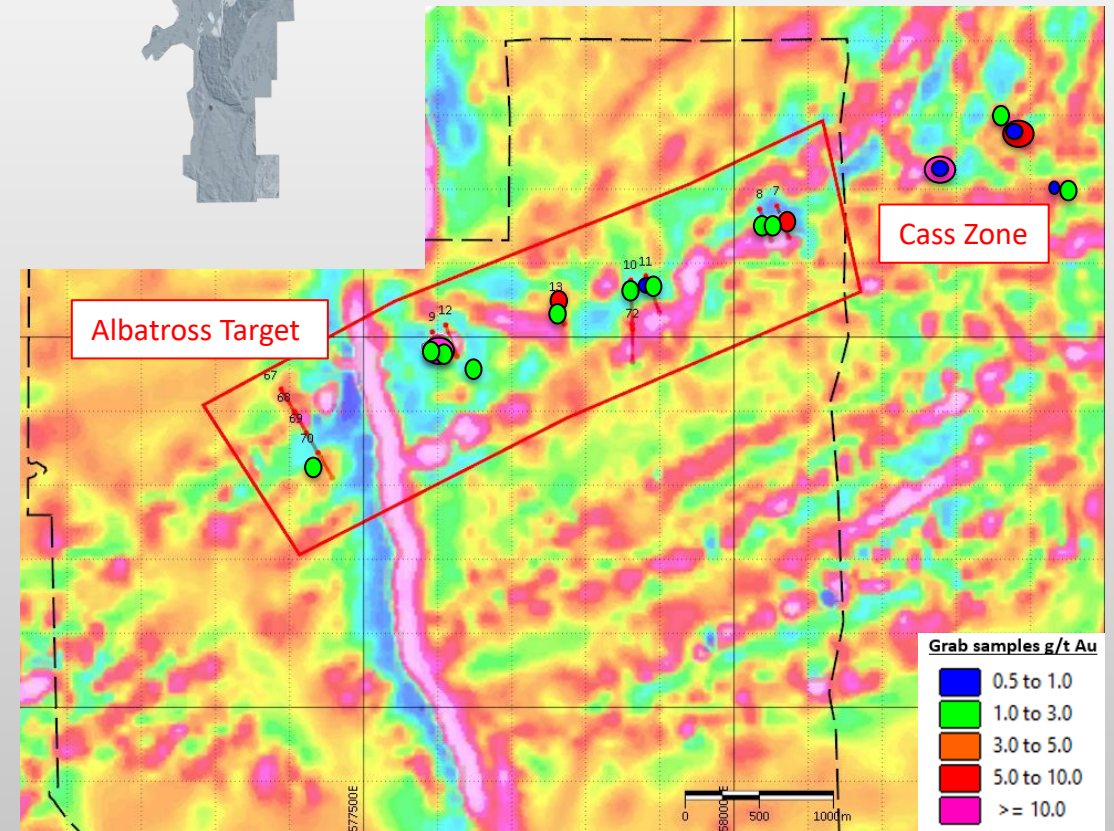 8 7
Cass Zone
10 11
13
Albatross Target
9 12
72
67
68
69
70
Grab samples g/t Au
0.5 to 1.0
1.0 to 3.0
3.0 to 5.0
5.0 to 10.0
>= 10.0
577500E
0 500 1000m